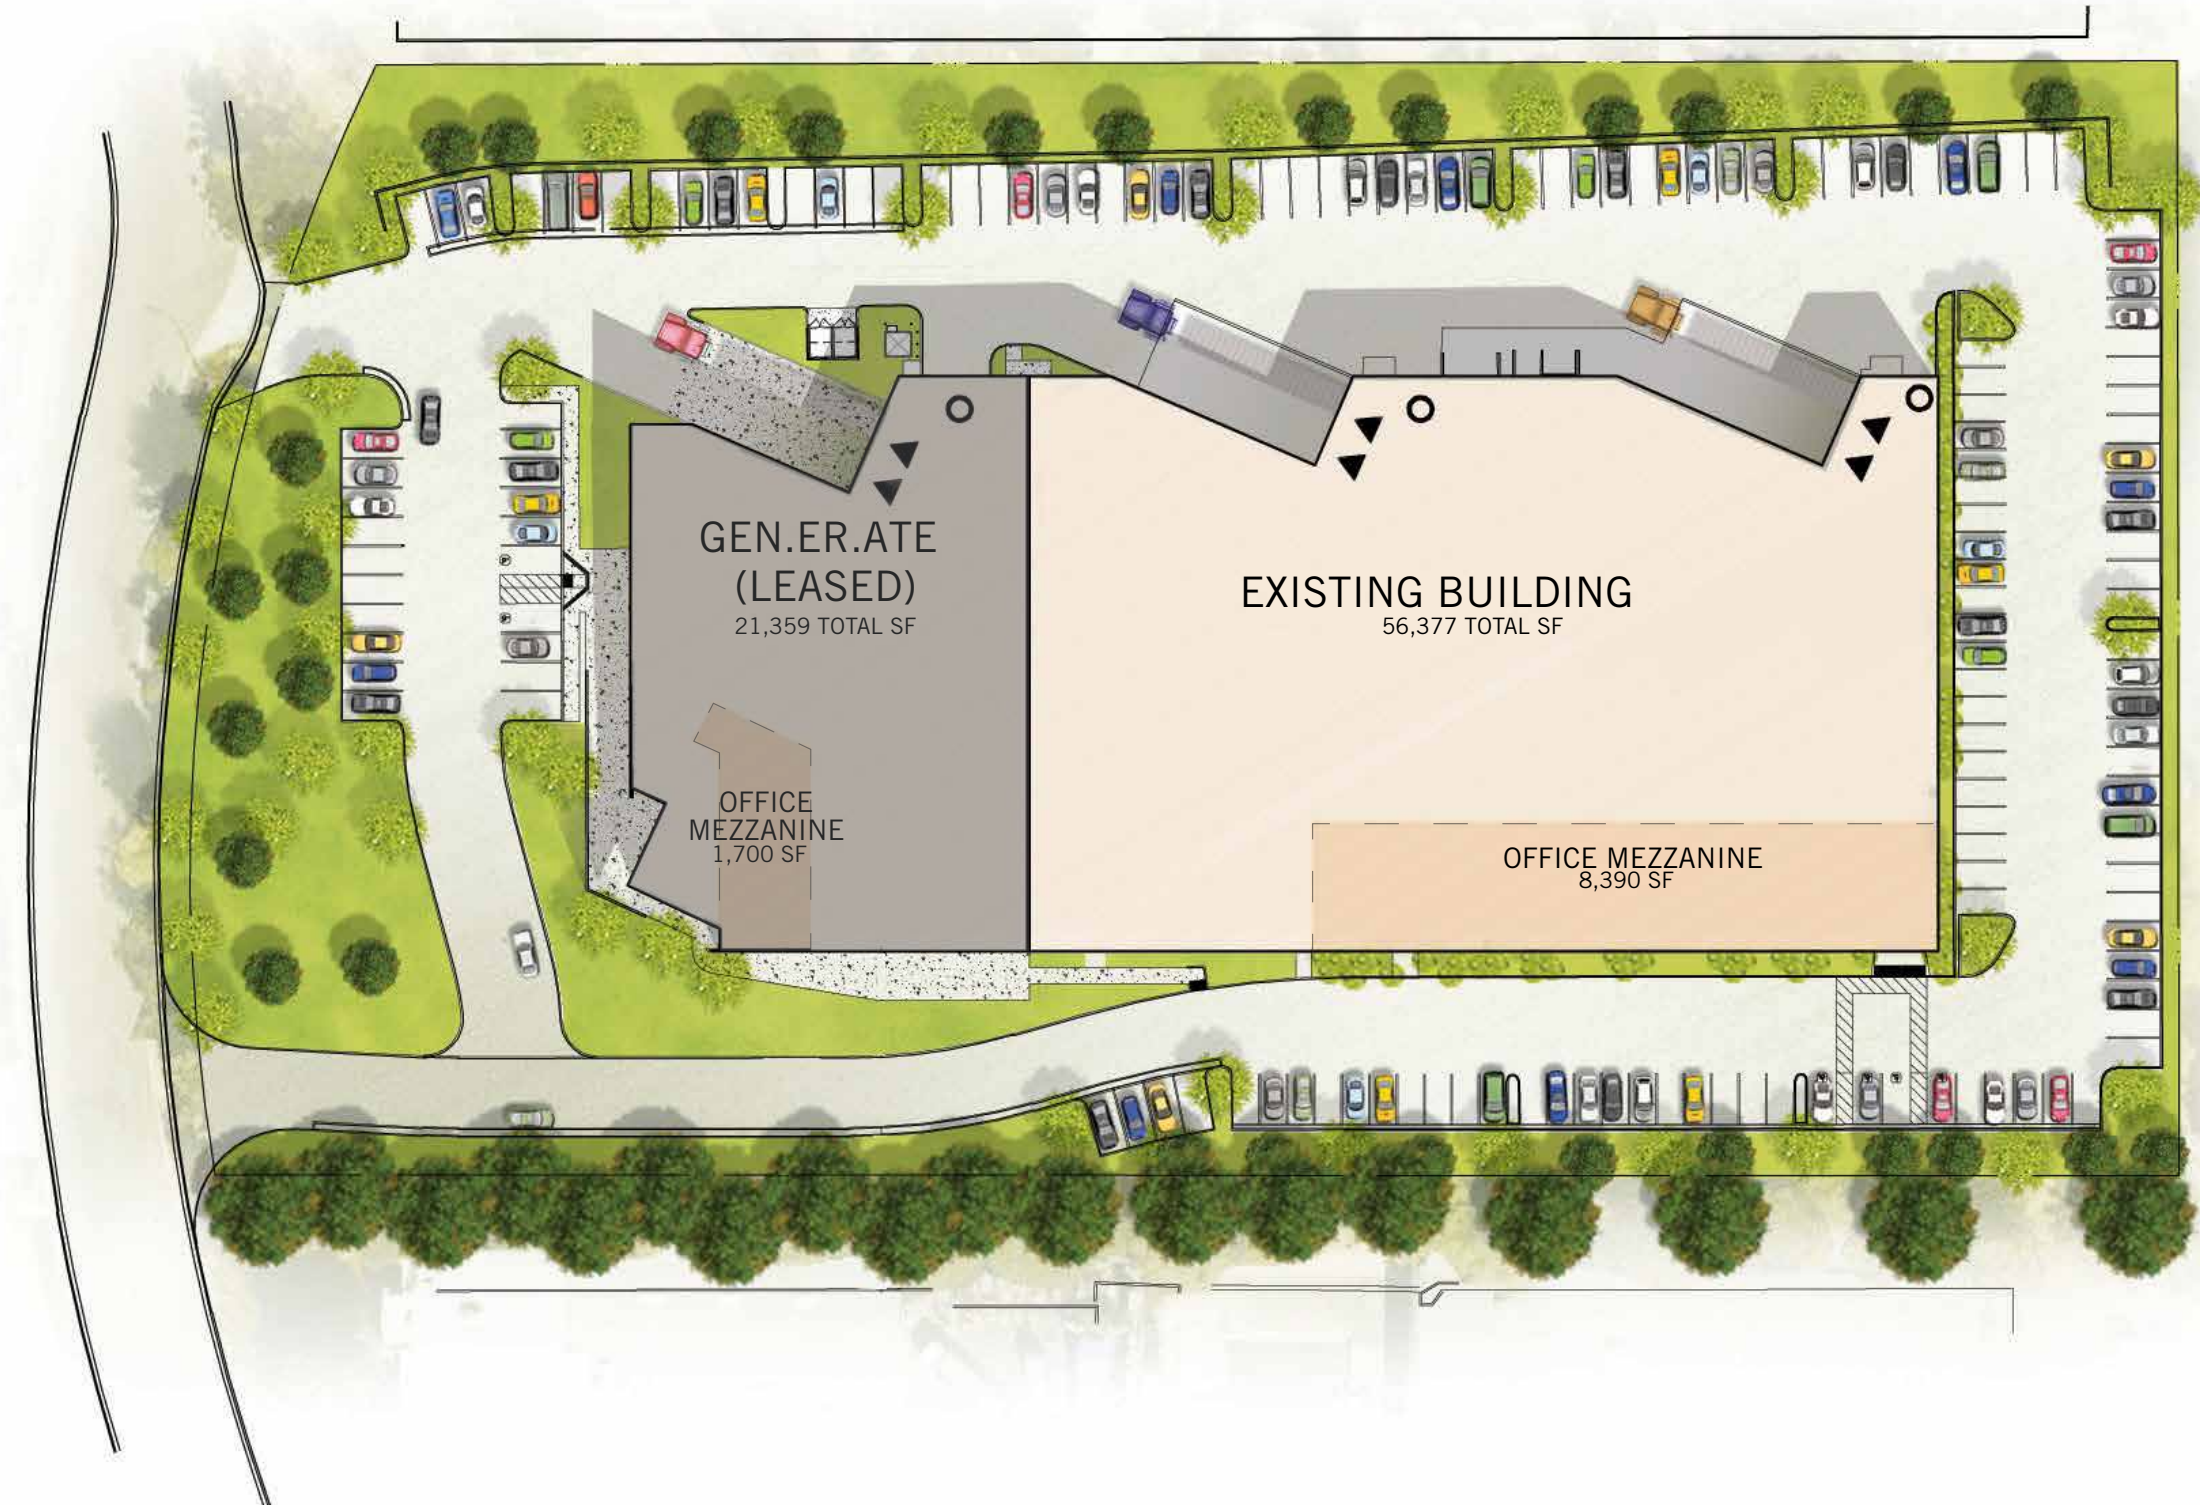 GEN.ER.ATE
(LEASED)
21,359 TOTAL SF
EXISTING BUILDING
56,377 TOTAL SF
OFFICE
MEZZANINE
1,700 SF
OFFICE MEZZANINE
8,390 SF